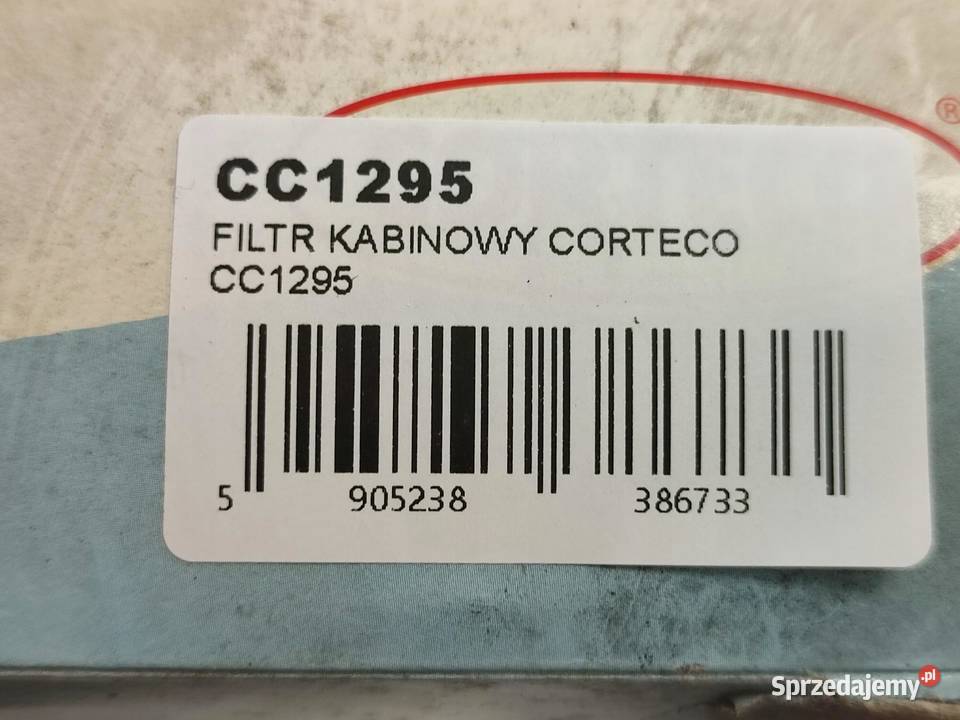 ®
CC1295
FILTR KABINOWY CORTECO
CC1295
5 905238 386733
Sprzedajemy.pl